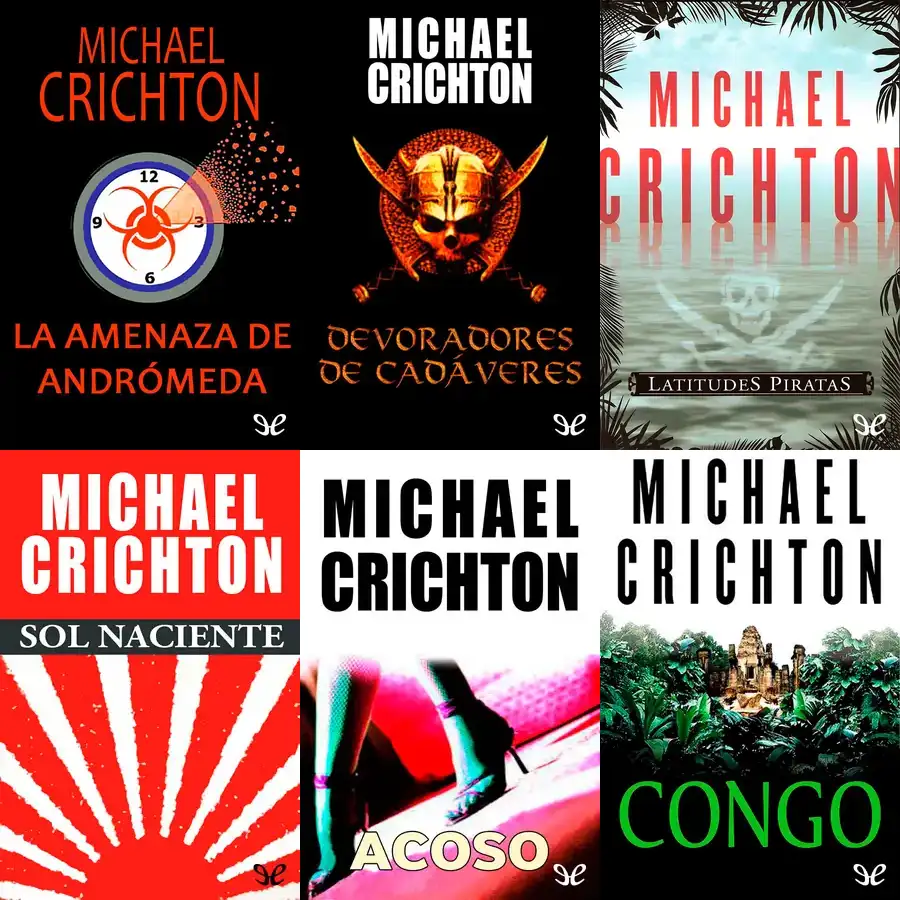 MICHAEL
CRICHTON
12
9
3
6
LA AMENAZA DE
ANDRÓMEDA
MICHAEL
CRICHTON
DEVORADORES
DE CADÁVERES
MICHAEL
CRICHTON
LATITUDES PIRATAS
MICHAEL
CRICHTON
SOL NACIENTE
MICHAEL
CRICHTON
ACOSO
MICHAEL
CRICHTON
CONGO